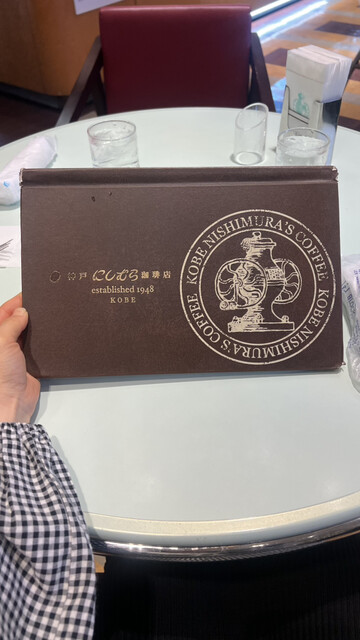 神戸 にしむら珈琲店
established 1948
KOBE
KOBE NISHIMURA'S COFFEE KOBE NISHIMURA'S COFFEE